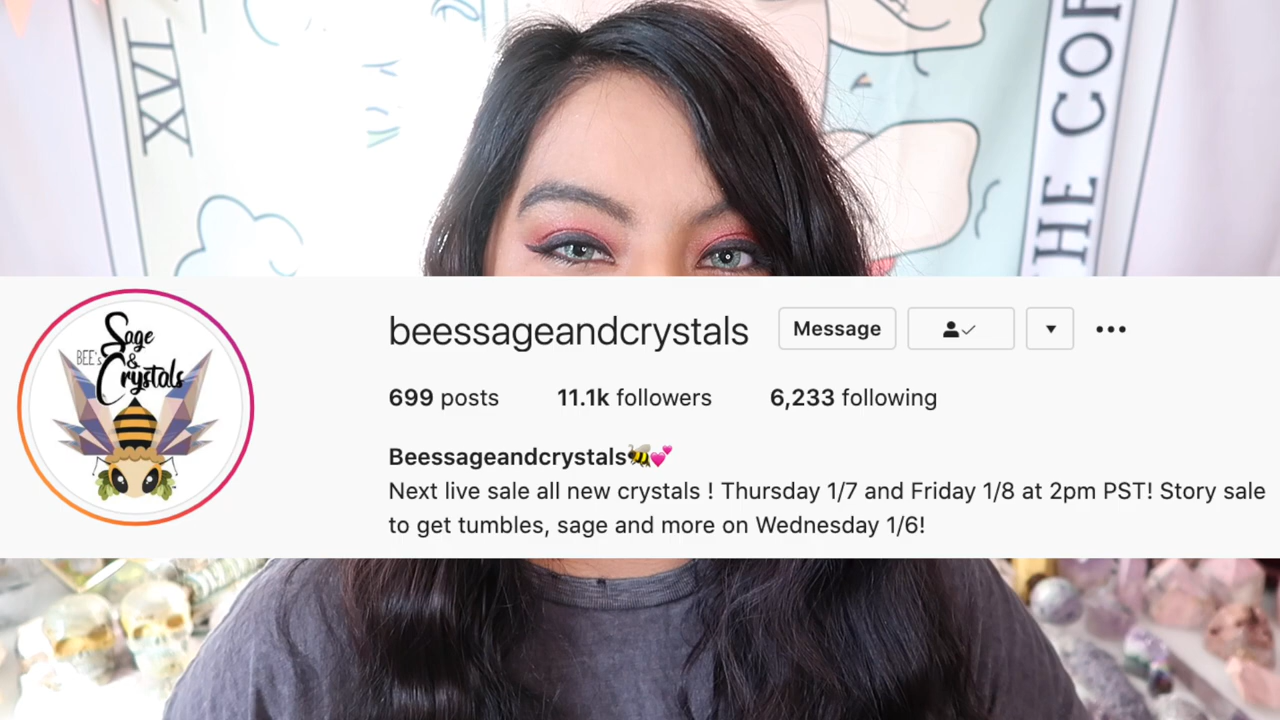 XVI
THE CO
BEE's Sage
&
Crystals
beessageandcrystals
Message
699 posts 11.1k followers 6,233 following
Beessageandcrystals🐝💕
Next live sale all new crystals ! Thursday 1/7 and Friday 1/8 at 2pm PST! Story sale
to get tumbles, sage and more on Wednesday 1/6!